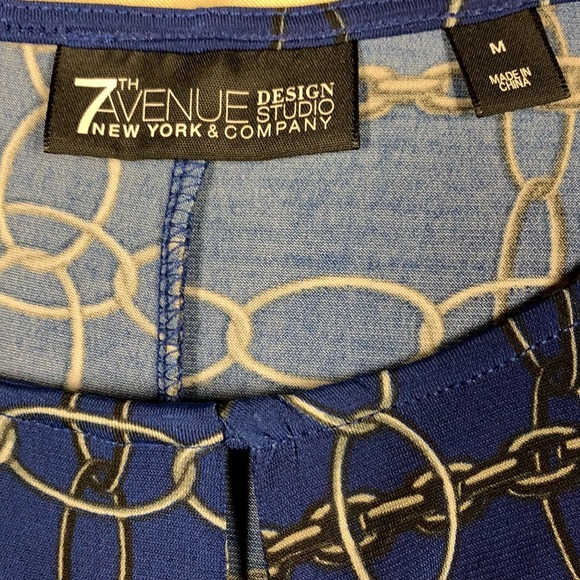 7TH AVENUE DESIGN STUDIO
NEW YORK & COMPANY
M
MADE IN
CHINA